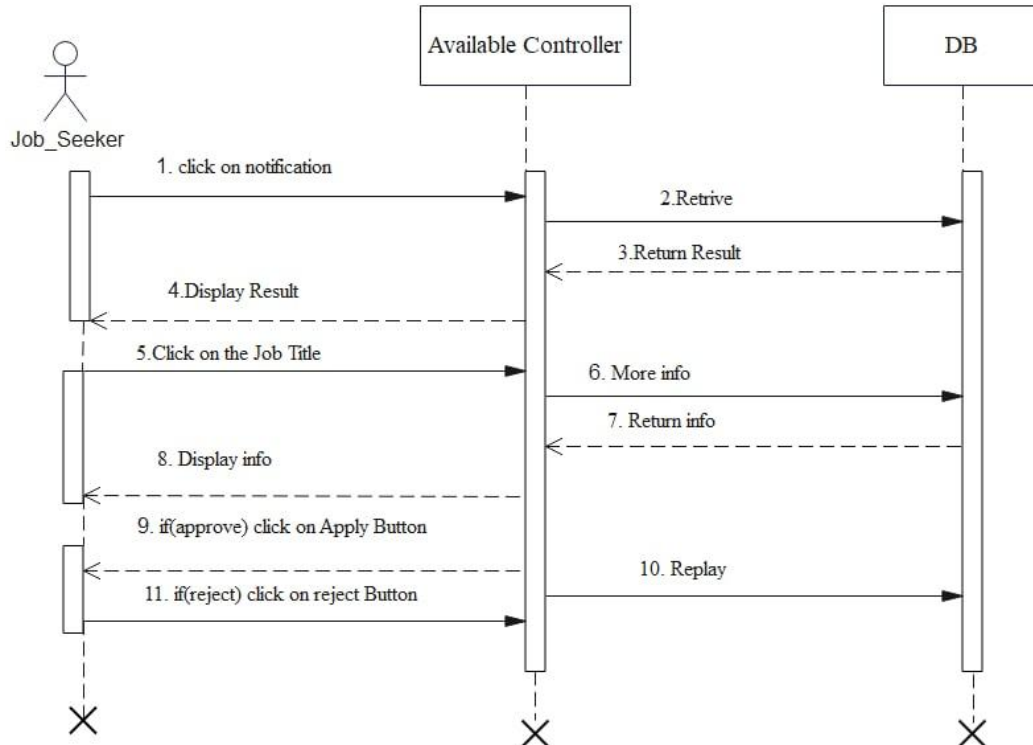 Available Controller
DB
Job_Seeker
1. click on notification
2.Retrive
3.Return Result
4.Display Result
5.Click on the Job Title
6. More info
7. Return info
8. Display info
9. if(approve) click on Apply Button
10. Replay
11. if(reject) click on reject Button